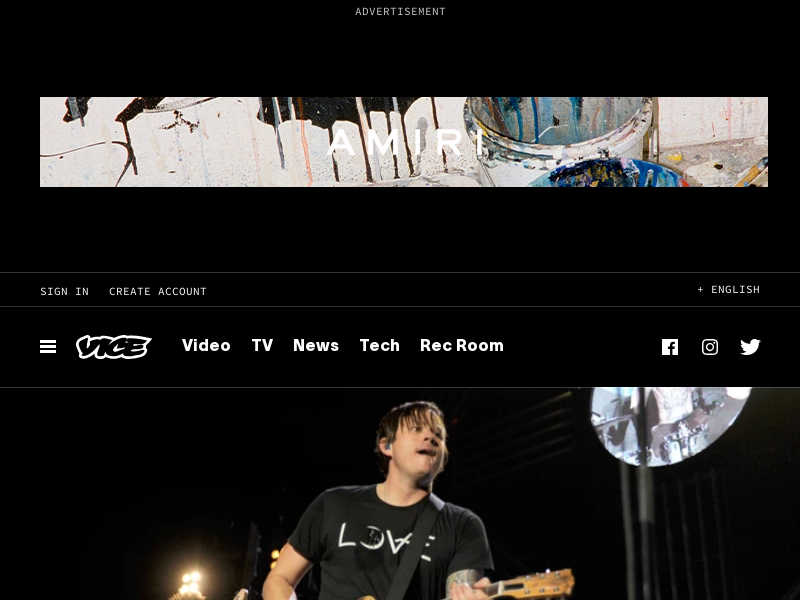 ADVERTISEMENT
AMIRI
SIGN IN CREATE ACCOUNT + ENGLISH
VICE Video TV News Tech Rec Room
LOVE